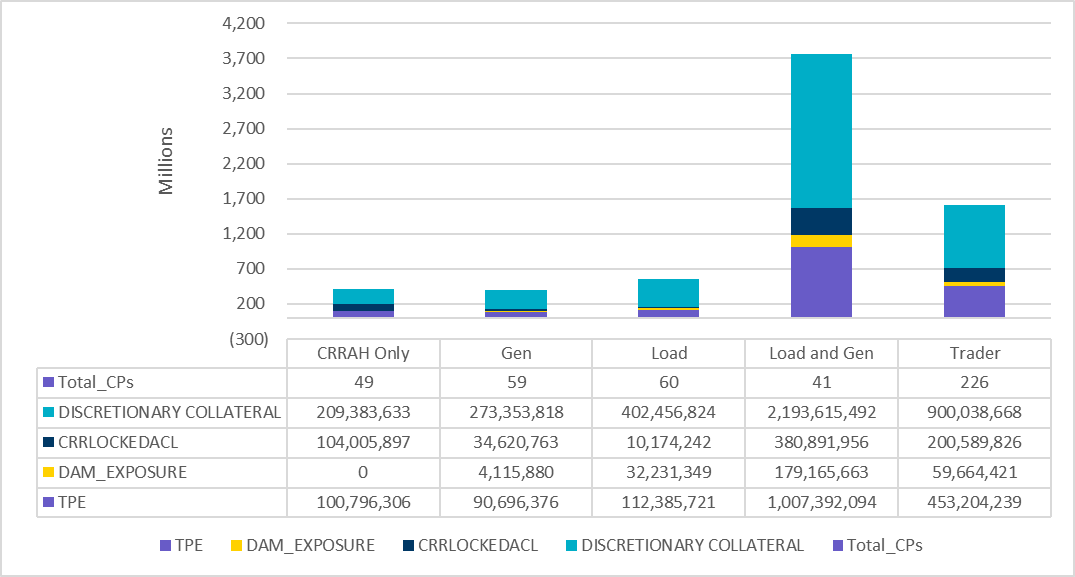 4,200
3,700
3,200
2,700
2,200
1,700
1,200
700
200
(300)
Millions
CRRAH Only Gen Load Load and Gen Trader
Total_CPs 49 59 60 41 226
DISCRETIONARY COLLATERAL 209,383,633 273,353,818 402,456,824 2,193,615,492 900,038,668
CRRLOCKEDACL 104,005,897 34,620,763 10,174,242 380,891,956 200,589,826
DAM_EXPOSURE 0 4,115,880 32,231,349 179,165,663 59,664,421
TPE 100,796,306 90,696,376 112,385,721 1,007,392,094 453,204,239
TPE DAM_EXPOSURE CRRLOCKEDACL DISCRETIONARY COLLATERAL Total_CPs